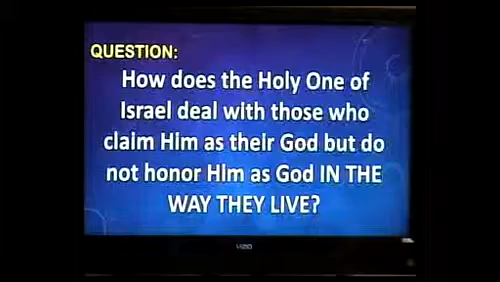 QUESTION:
How does the Holy One of
Israel deal with those who
claim Him as their God but do
not honor Him as God IN THE
WAY THEY LIVE?
VIZIO